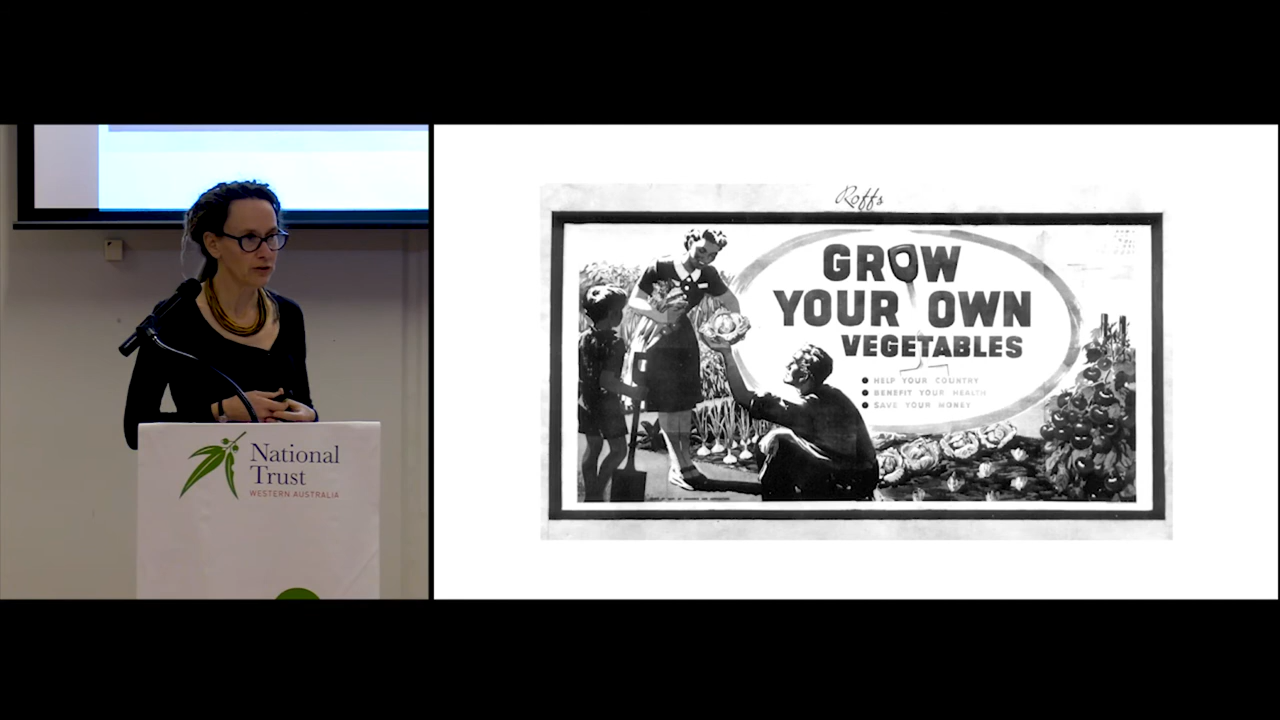 National
Trust
WESTERN AUSTRALIA
Roffs
GROW
YOUR OWN
VEGETABLES
HELP YOUR COUNTRY
BENEFIT YOUR HEALTH
SAVE YOUR MONEY